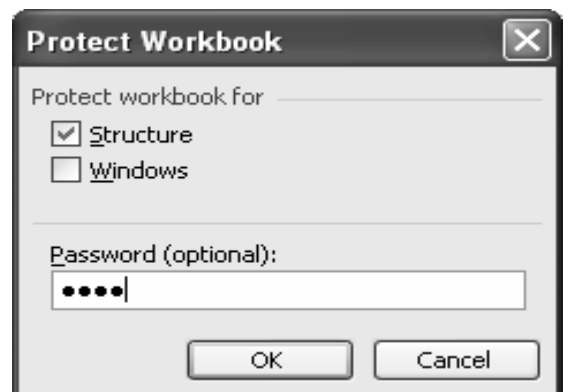 Protect Workbook
Protect workbook for
Structure
Windows
Password (optional):
••••
OK
Cancel